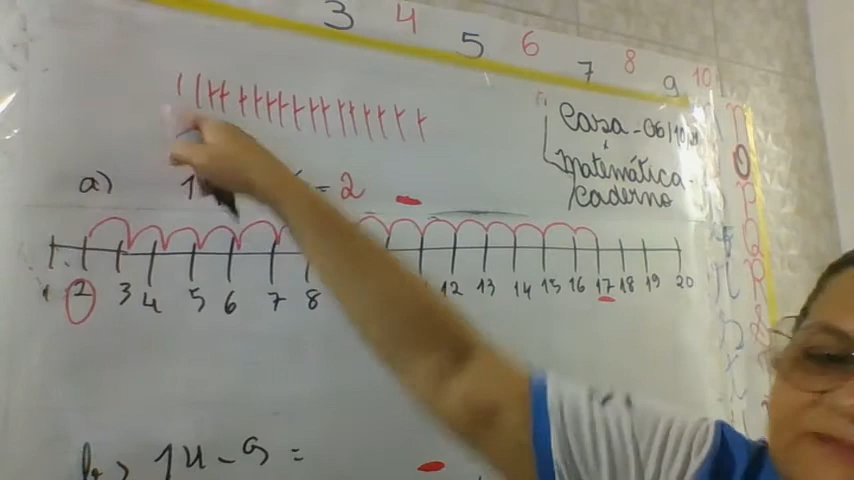 3 4 5 6 7 8 9 10
Casa - 06/10/21
Matemática -
caderno
a) 1 = 2
1 2 3 4 5 6 7 8 12 13 14 15 16 17 18 19 20
b) 14 - 9 =